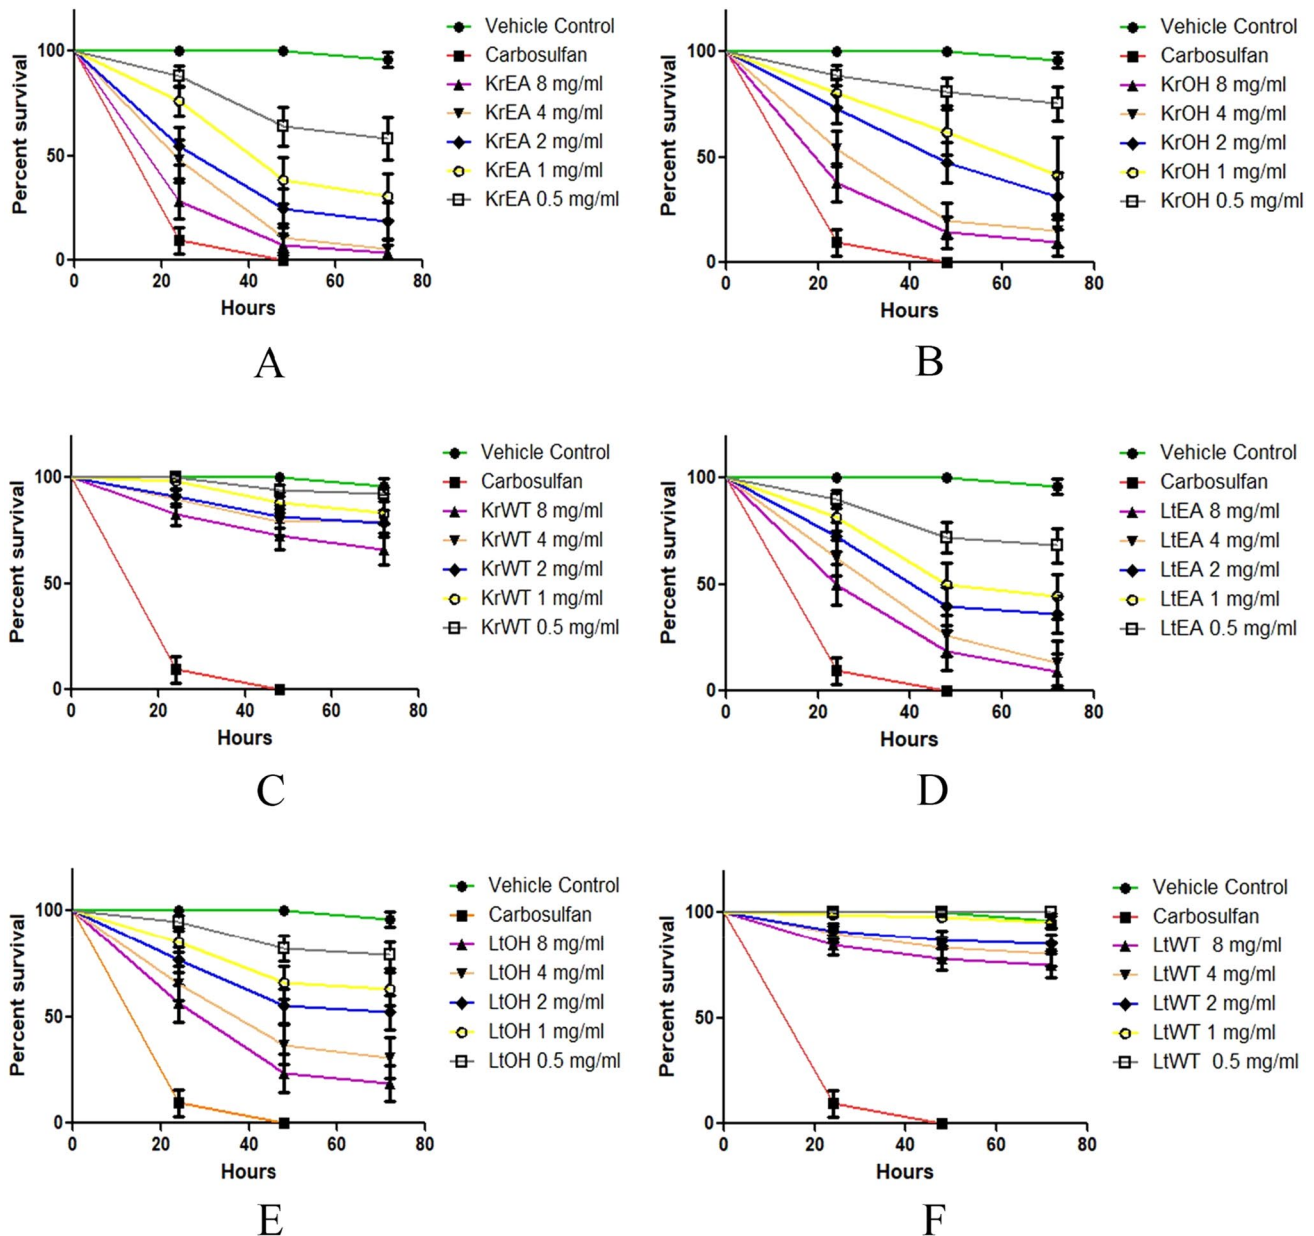 Percent survival
100
50
0
0 20 40 60 80
Hours
Vehicle Control
Carbosulfan
KrEA 8 mg/ml
KrEA 4 mg/ml
KrEA 2 mg/ml
KrEA 1 mg/ml
KrEA 0.5 mg/ml
A
Percent survival
100
50
0
0 20 40 60 80
Hours
Vehicle Control
Carbosulfan
KrOH 8 mg/ml
KrOH 4 mg/ml
KrOH 2 mg/ml
KrOH 1 mg/ml
KrOH 0.5 mg/ml
B
Percent survival
100
50
0
0 20 40 60 80
Hours
Vehicle Control
Carbosulfan
KrWT 8 mg/ml
KrWT 4 mg/ml
KrWT 2 mg/ml
KrWT 1 mg/ml
KrWT 0.5 mg/ml
C
Percent survival
100
50
0
0 20 40 60 80
Hours
Vehicle Control
Carbosulfan
LtEA 8 mg/ml
LtEA 4 mg/ml
LtEA 2 mg/ml
LtEA 1 mg/ml
LtEA 0.5 mg/ml
D
Percent survival
100
50
0
0 20 40 60 80
Hours
Vehicle Control
Carbosulfan
LtOH 8 mg/ml
LtOH 4 mg/ml
LtOH 2 mg/ml
LtOH 1 mg/ml
LtOH 0.5 mg/ml
E
Percent survival
100
50
0
0 20 40 60 80
Hours
Vehicle Control
Carbosulfan
LtWT 8 mg/ml
LtWT 4 mg/ml
LtWT 2 mg/ml
LtWT 1 mg/ml
LtWT 0.5 mg/ml
F